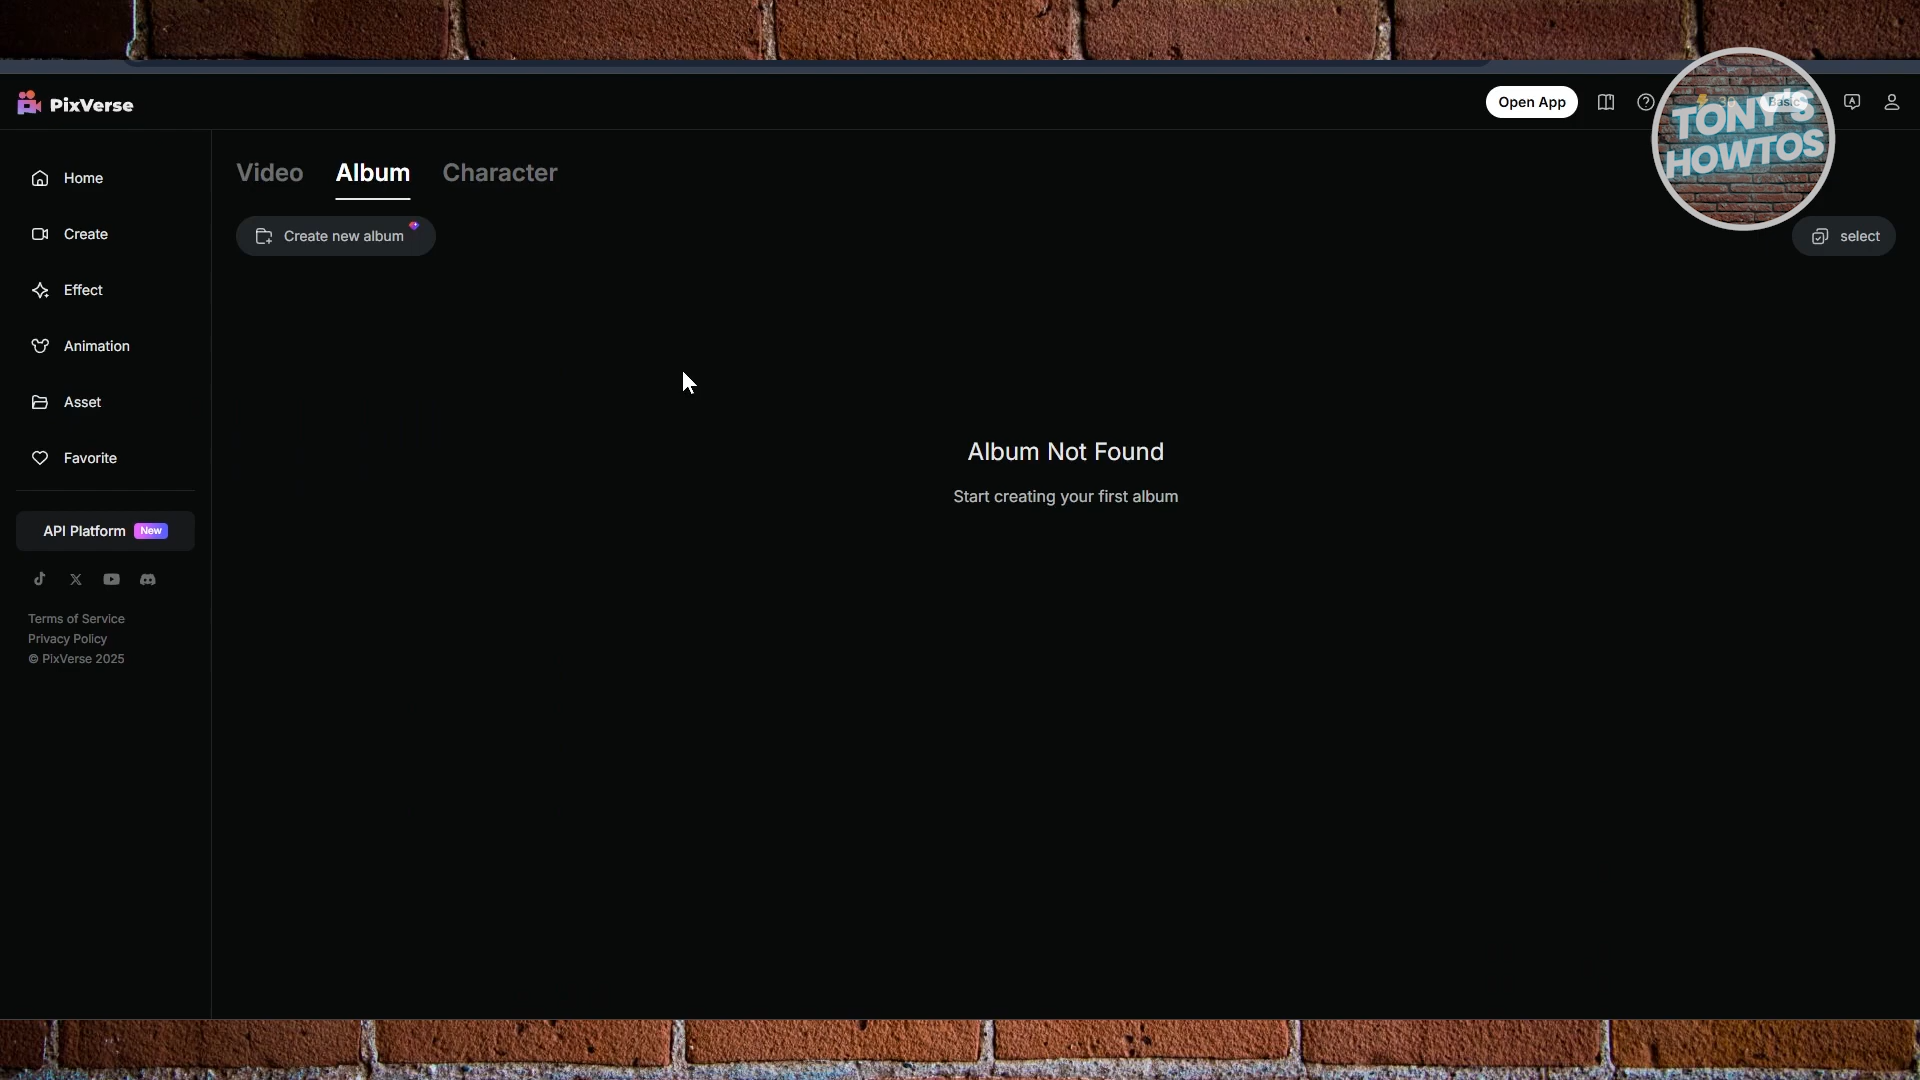 PixVerse
Open App
TONY'S
HOWTOS
Home
Create
Effect
Animation
Asset
Favorite
API Platform New
Terms of Service
Privacy Policy
© PixVerse 2025
Video Album Character
Create new album
select
Album Not Found
Start creating your first album